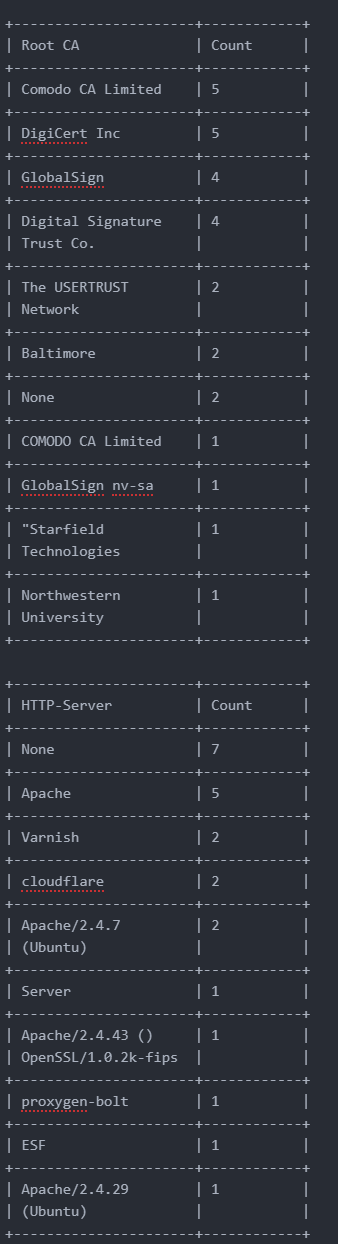 +----------------------+------------+
| Root CA              | Count      |
+----------------------+------------+
| Comodo CA Limited    | 5          |
+----------------------+------------+
| DigiCert Inc         | 5          |
+----------------------+------------+
| GlobalSign           | 4          |
+----------------------+------------+
| Digital Signature    | 4          |
| Trust Co.            |            |
+----------------------+------------+
| The USERTRUST        | 2          |
| Network              |            |
+----------------------+------------+
| Baltimore            | 2          |
+----------------------+------------+
| None                 | 2          |
+----------------------+------------+
| COMODO CA Limited    | 1          |
+----------------------+------------+
| GlobalSign nv-sa     | 1          |
+----------------------+------------+
| "Starfield           | 1          |
| Technologies         |            |
+----------------------+------------+
| Northwestern         | 1          |
| University           |            |
+----------------------+------------+

+----------------------+------------+
| HTTP-Server          | Count      |
+----------------------+------------+
| None                 | 7          |
+----------------------+------------+
| Apache               | 5          |
+----------------------+------------+
| Varnish              | 2          |
+----------------------+------------+
| cloudflare           | 2          |
+----------------------+------------+
| Apache/2.4.7         | 2          |
| (Ubuntu)             |            |
+----------------------+------------+
| Server               | 1          |
+----------------------+------------+
| Apache/2.4.43 ()     | 1          |
| OpenSSL/1.0.2k-fips  |            |
+----------------------+------------+
| proxygen-bolt        | 1          |
+----------------------+------------+
| ESF                  | 1          |
+----------------------+------------+
| Apache/2.4.29        | 1          |
| (Ubuntu)             |            |
+----------------------+------------+